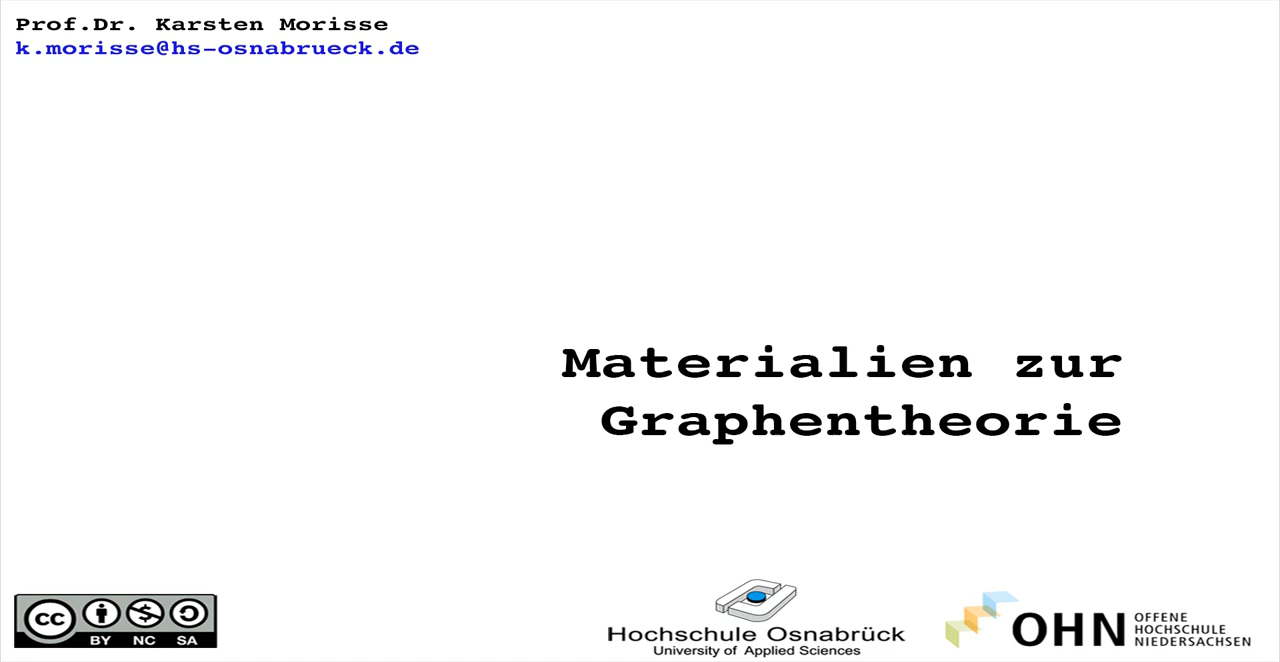 Prof.Dr. Karsten Morisse
k.morisse@hs-osnabrueck.de
Materialien zur
Graphentheorie
cc
BY NC SA
Hochschule Osnabrück
University of Applied Sciences
OHN
OFFENE
HOCHSCHULE
NIEDERSACHSEN